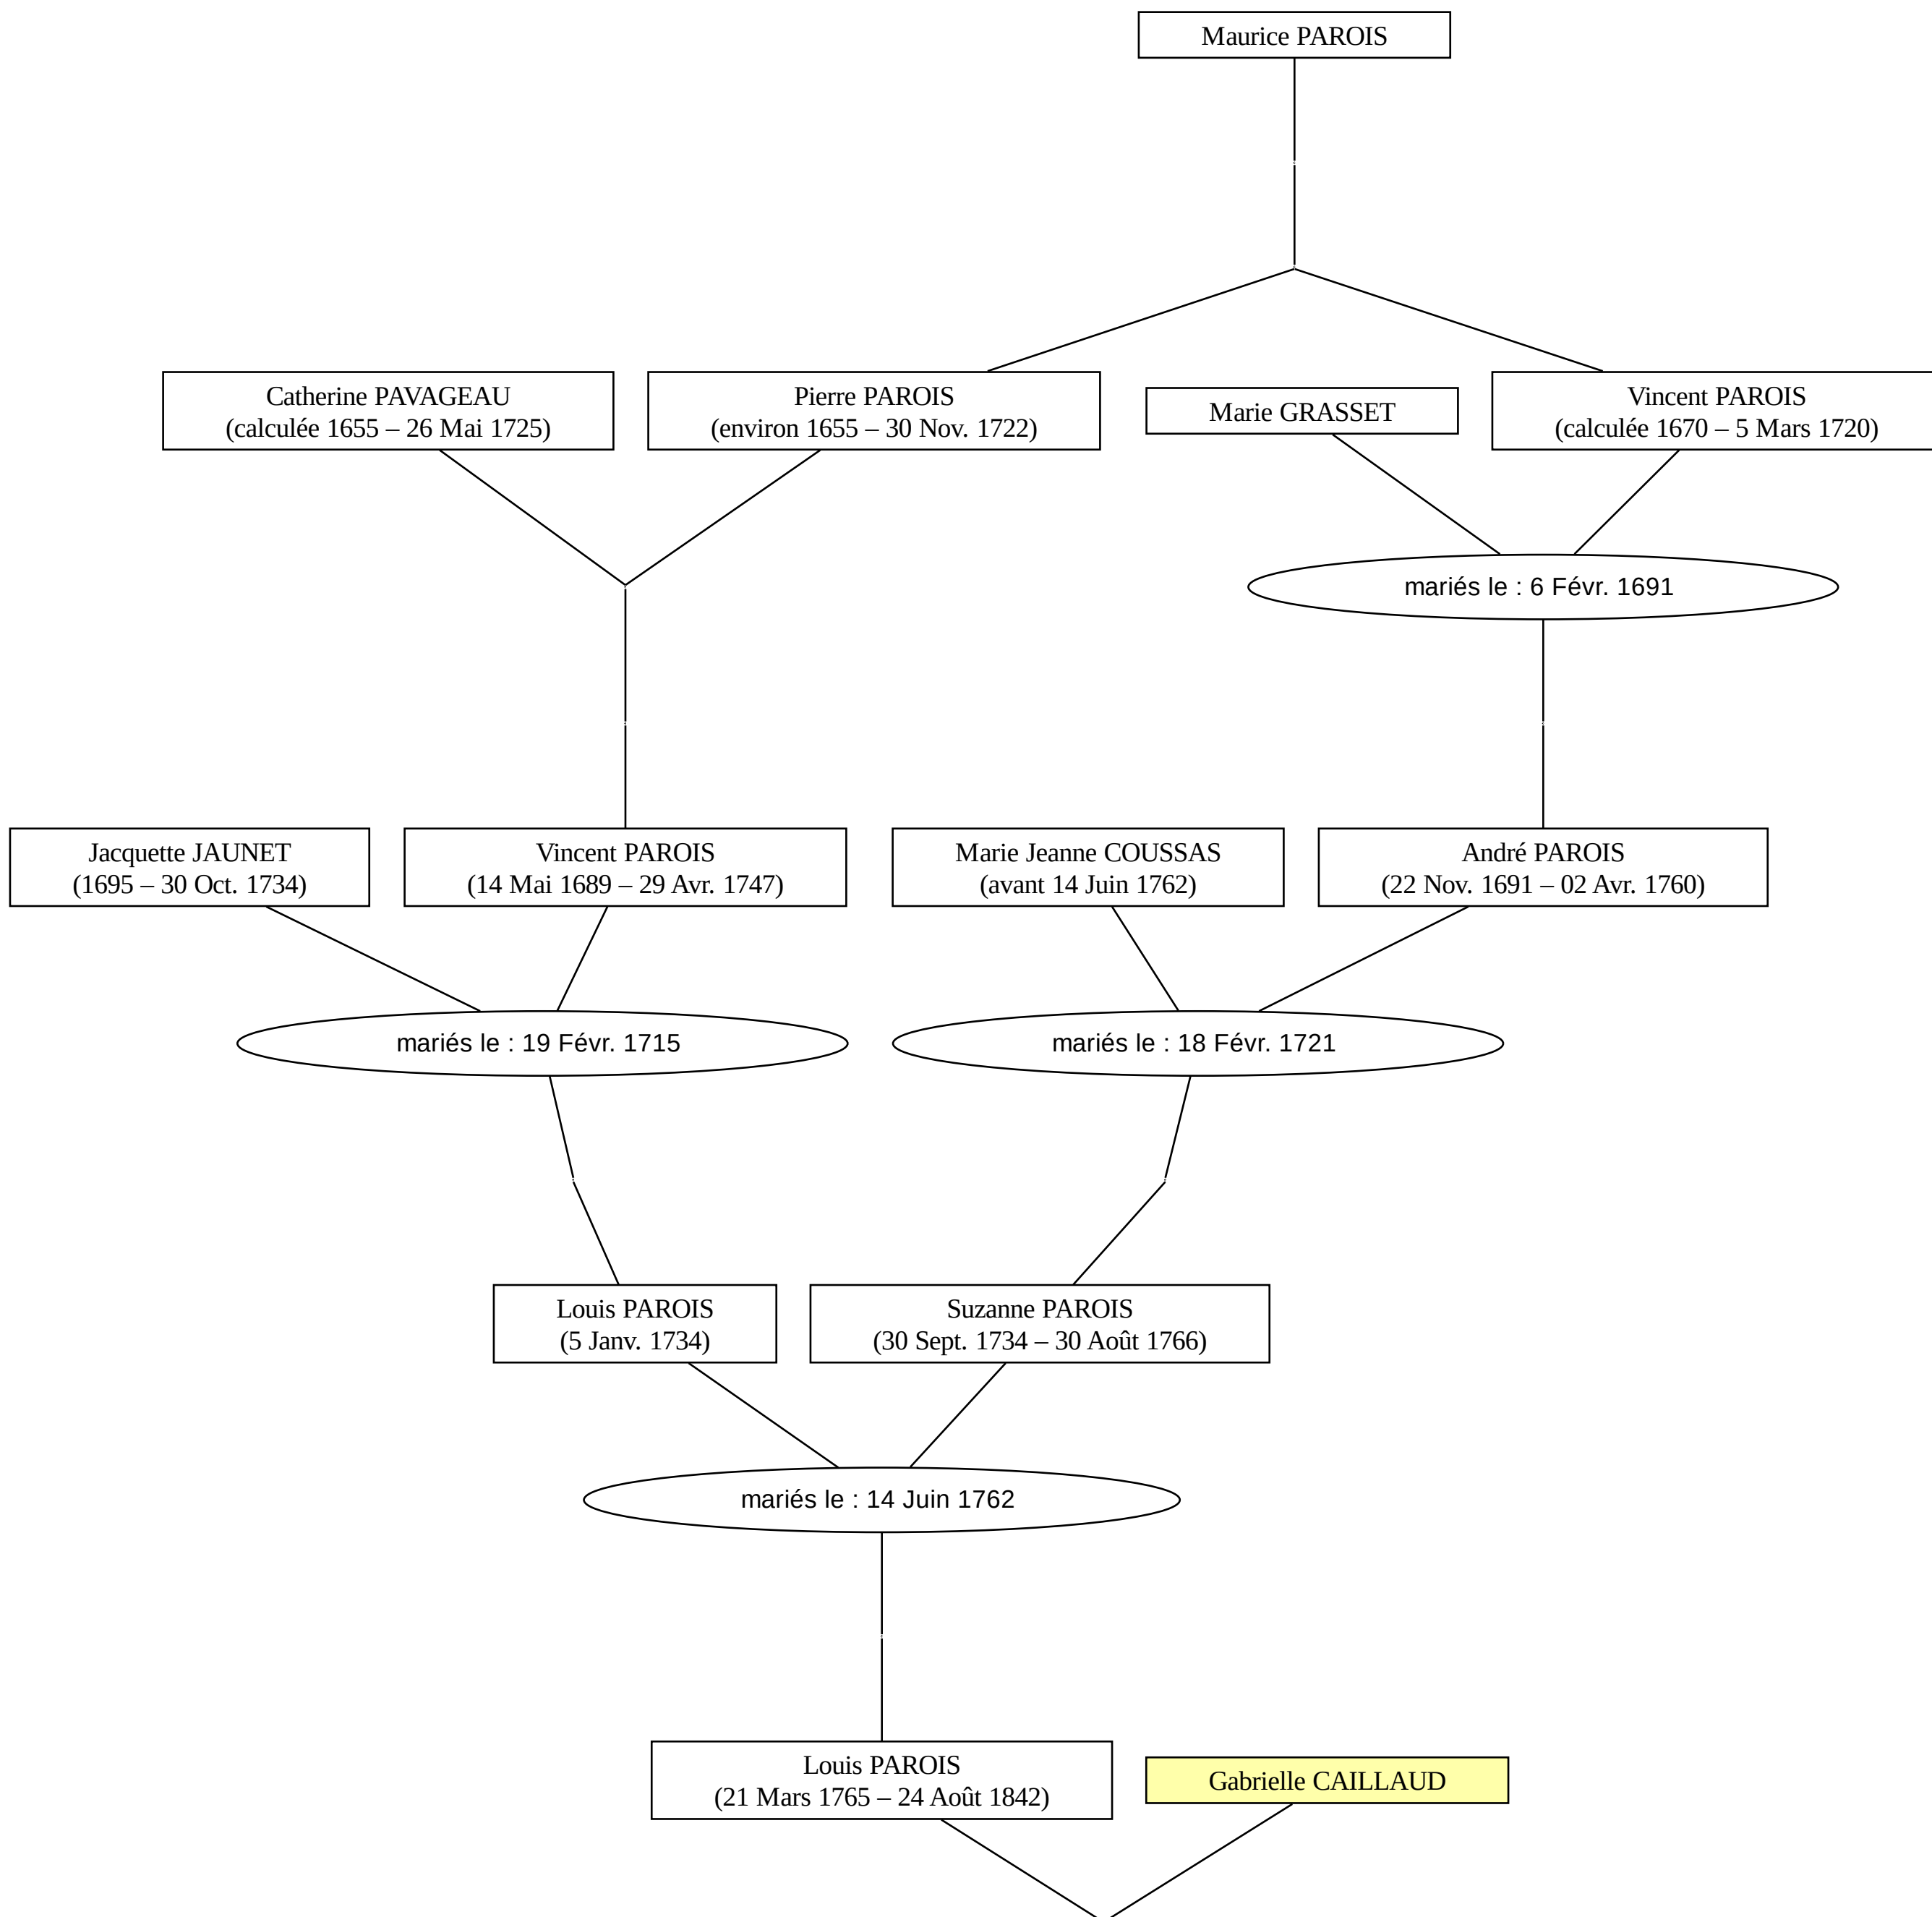 Maurice PAROIS
Catherine PAVAGEAU
(calculée 1655 – 26 Mai 1725)
Pierre PAROIS
(environ 1655 – 30 Nov. 1722)
Marie GRASSET
Vincent PAROIS
(calculée 1670 – 5 Mars 1720)
mariés le : 6 Févr. 1691
Jacquette JAUNET
(1695 – 30 Oct. 1734)
Vincent PAROIS
(14 Mai 1689 – 29 Avr. 1747)
Marie Jeanne COUSSAS
(avant 14 Juin 1762)
André PAROIS
(22 Nov. 1691 – 02 Avr. 1760)
mariés le : 19 Févr. 1715
mariés le : 18 Févr. 1721
Louis PAROIS
(5 Janv. 1734)
Suzanne PAROIS
(30 Sept. 1734 – 30 Août 1766)
mariés le : 14 Juin 1762
Louis PAROIS
(21 Mars 1765 – 24 Août 1842)
Gabrielle CAILLAUD